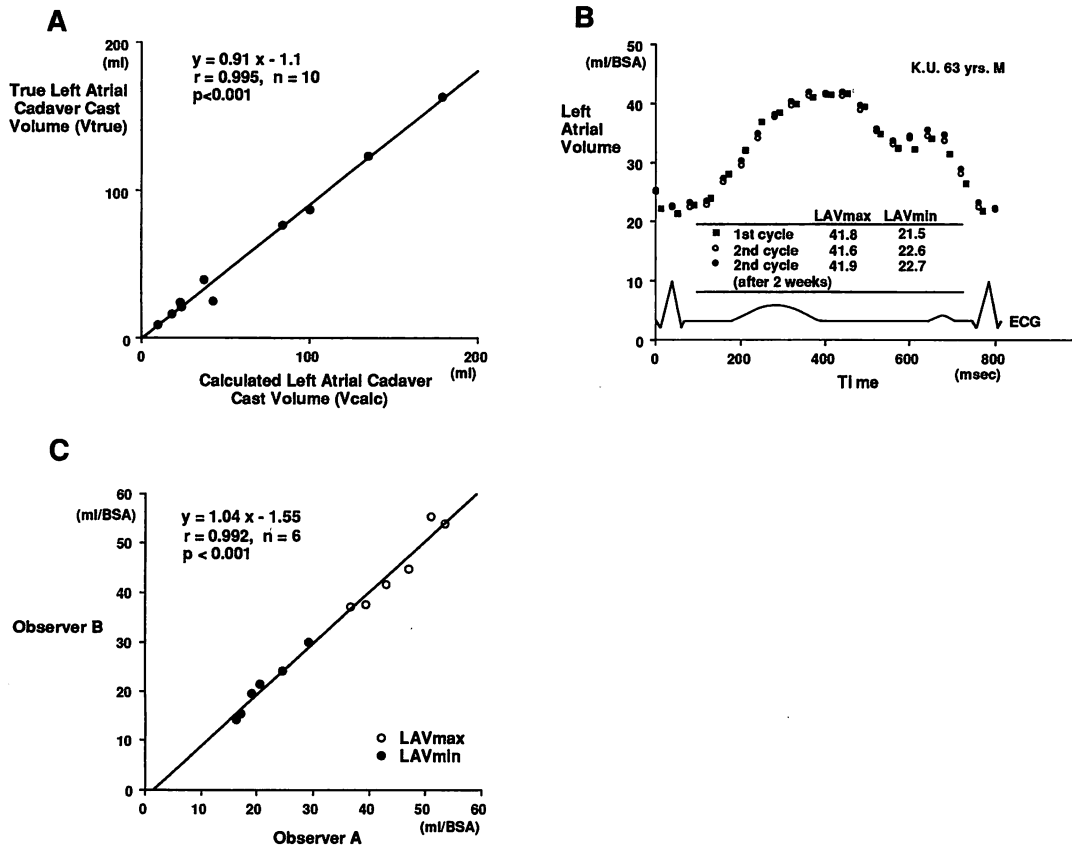 A
200
(ml)
True Left Atrial
Cadaver Cast
Volume (Vtrue)
y = 0.91 x - 1.1
r = 0.995, n = 10
p<0.001
100
0
0
100
200
(ml)
Calculated Left Atrial Cadaver
Cast Volume (Vcalc)
B
50
(ml/BSA)
K.U. 63 yrs. M
Left
Atrial
Volume
40
30
20
10
0
LAVmax LAVmin
1st cycle 41.8 21.5
2nd cycle 41.6 22.6
2nd cycle 41.9 22.7
(after 2 weeks)
ECG
0 200 400 600 800
(msec)
Time
C
60
(ml/BSA)
y = 1.04 x - 1.55
r = 0.992, n = 6
p < 0.001
50
40
Observer B
30
20
10
0
LAVmax
LAVmin
0 10 20 30 40 50 60
(ml/BSA)
Observer A